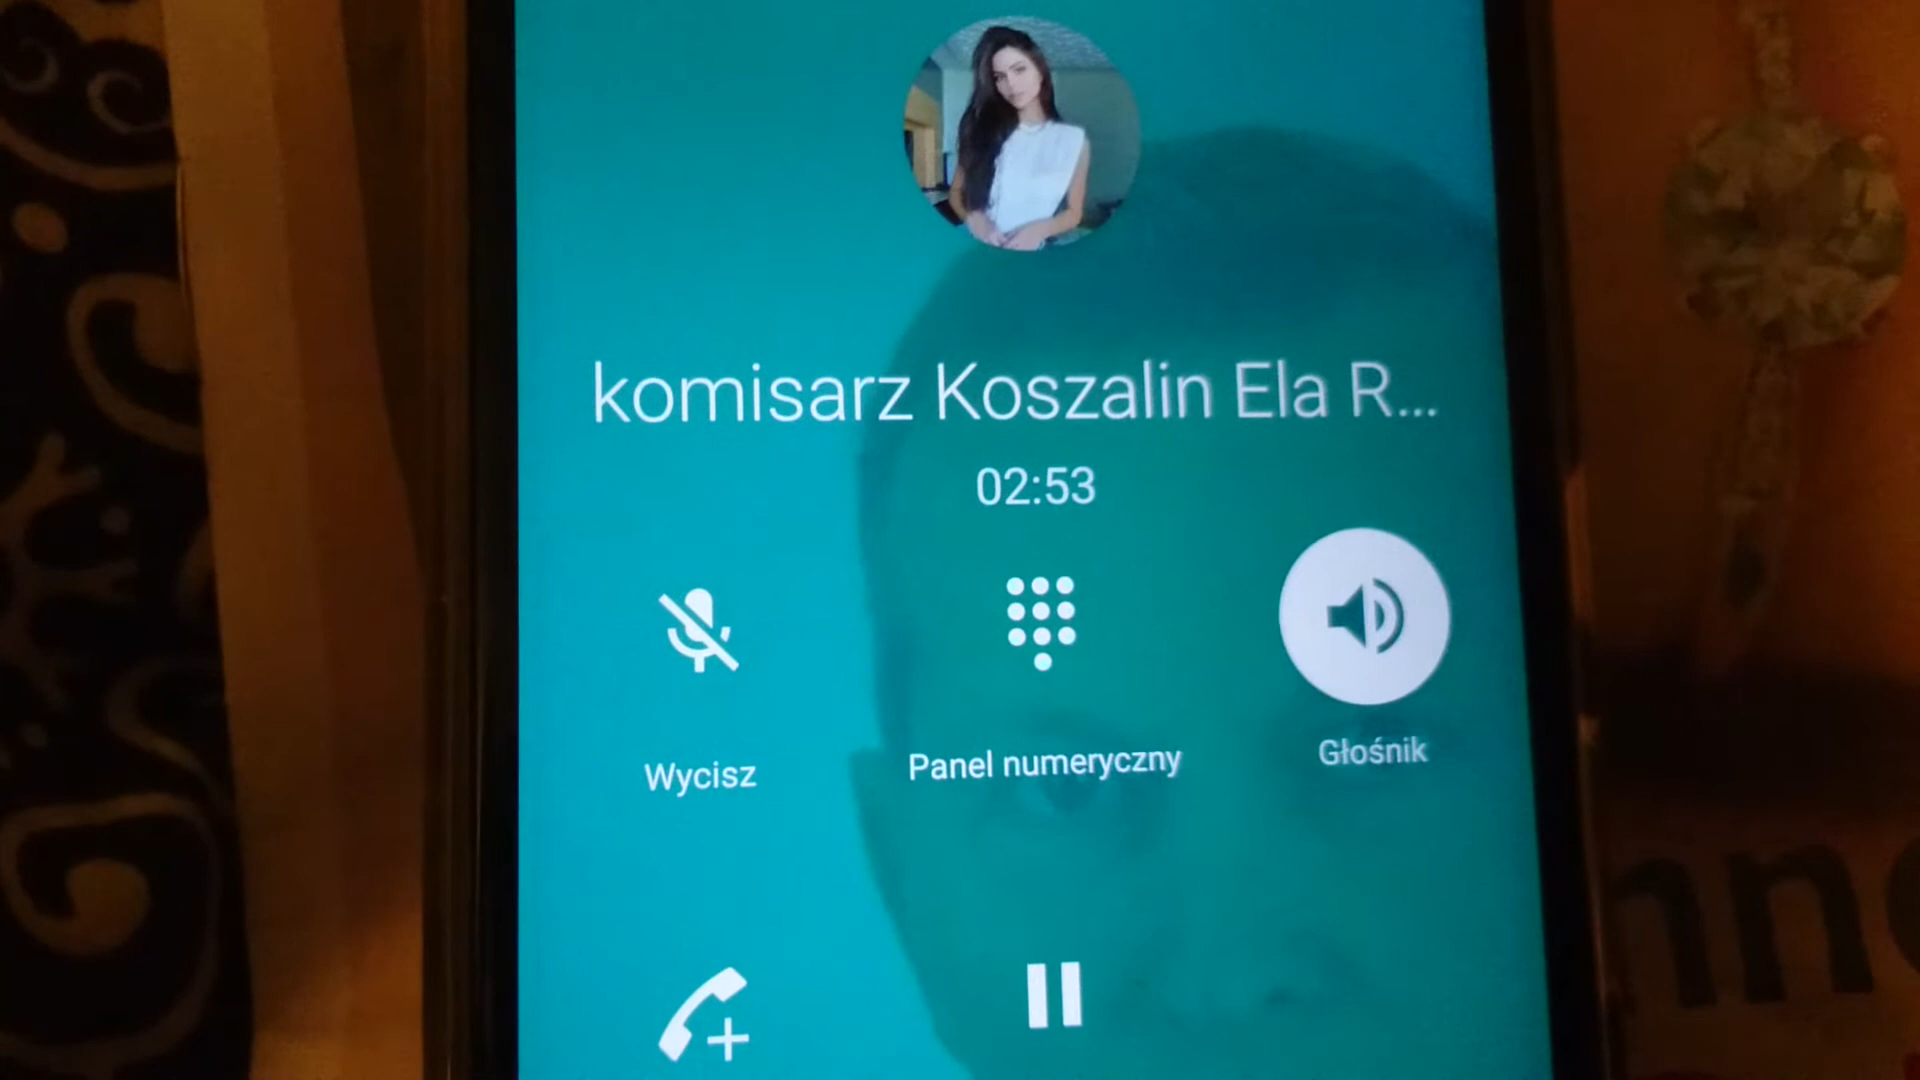 komisarz Koszalin Ela R...
02:53
Wycisz
Panel numeryczny
Głośnik